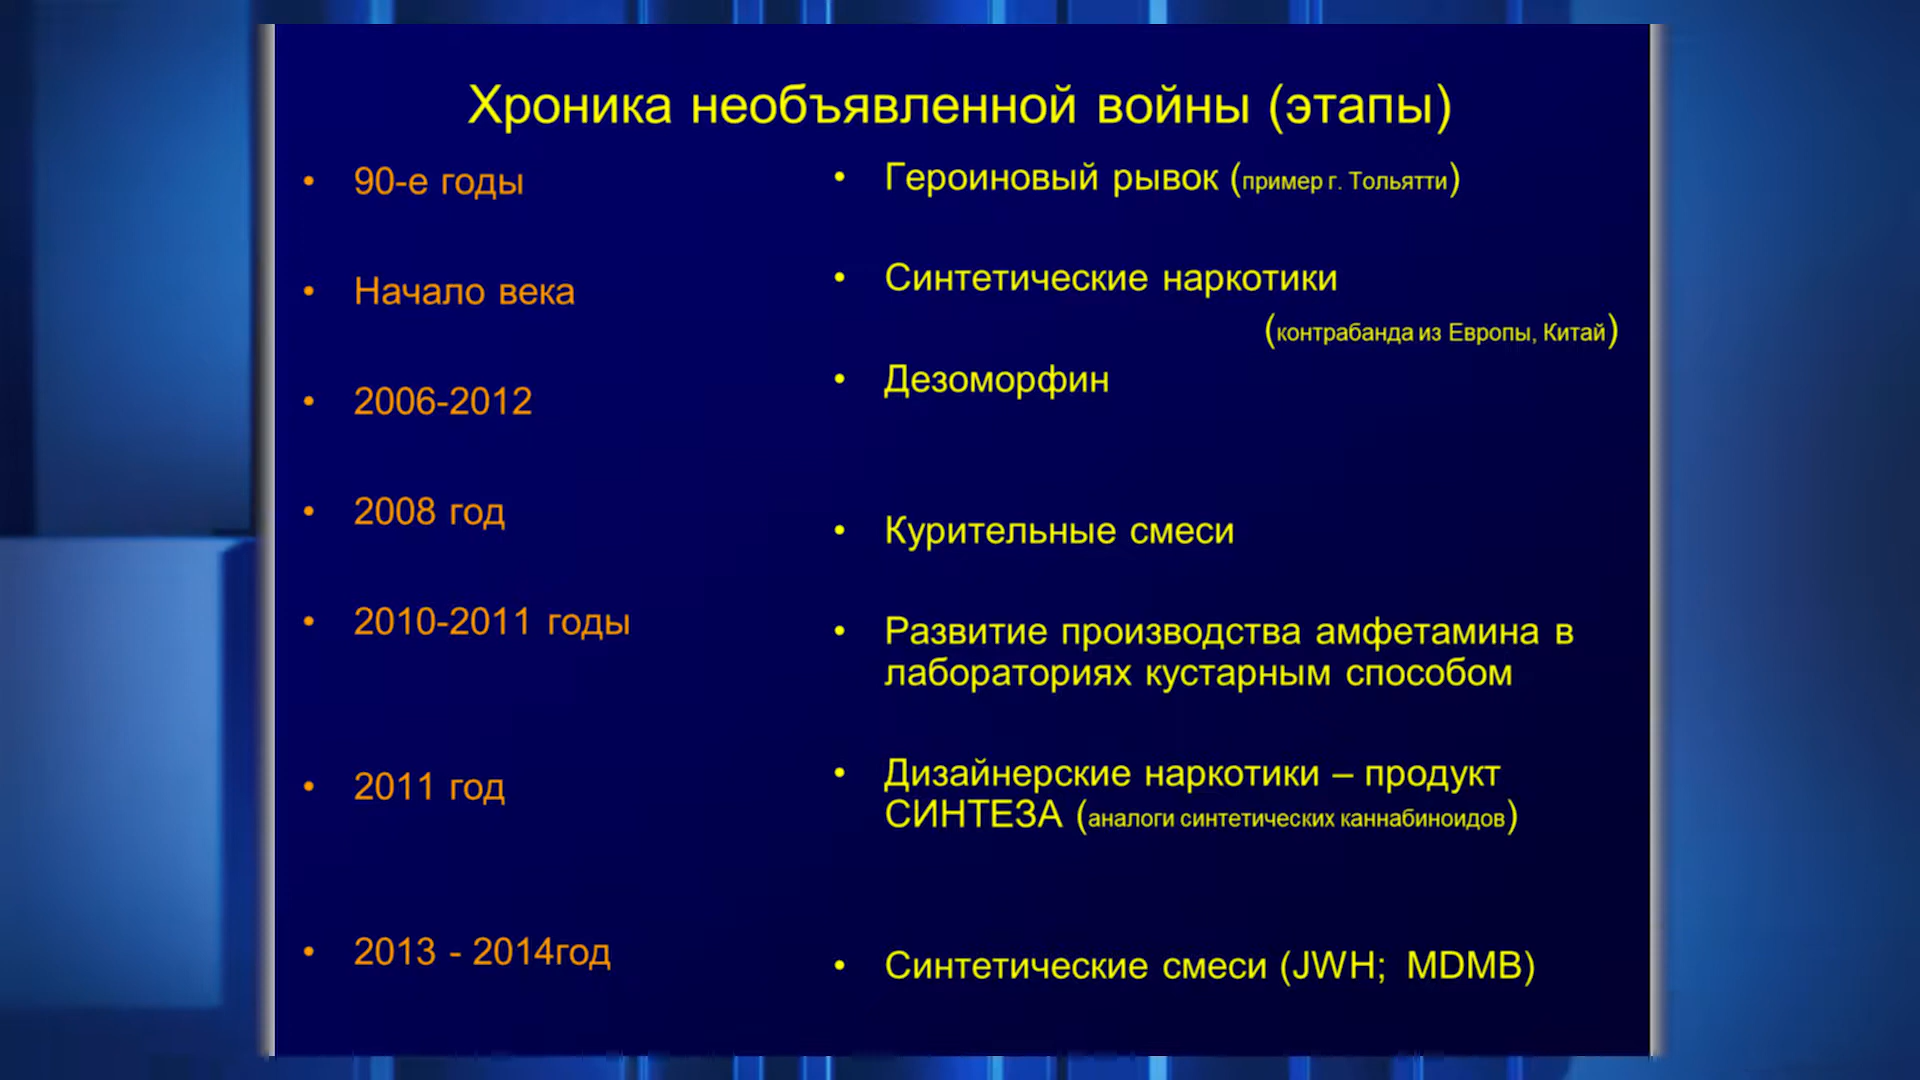 Хроника необъявленной войны (этапы)
• 90-е годы
• Героиновый рывок (пример г. Тольятти)
• Начало века
• Синтетические наркотики
(контрабанда из Европы, Китай)
• 2006-2012
• Дезоморфин
• 2008 год
• Курительные смеси
• 2010-2011 годы
• Развитие производства амфетамина в
лабораториях кустарным способом
• 2011 год
• Дизайнерские наркотики – продукт
СИНТЕЗА (аналоги синтетических каннабиноидов)
• 2013 - 2014год
• Синтетические смеси (JWH; MDMB)